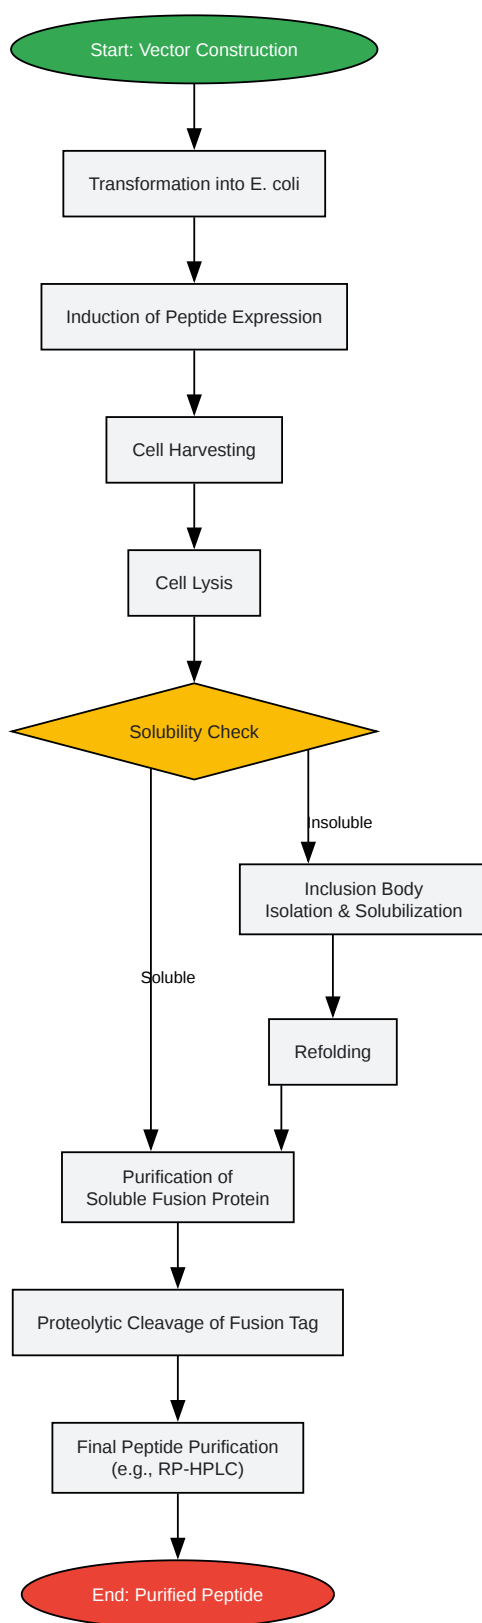 Start: Vector Construction
Transformation into E. coli
Induction of Peptide Expression
Cell Harvesting
Cell Lysis
Solubility Check
Insoluble
Inclusion Body
Isolation & Solubilization
Soluble
Refolding
Purification of
Soluble Fusion Protein
Proteolytic Cleavage of Fusion Tag
Final Peptide Purification
(e.g., RP-HPLC)
End: Purified Peptide